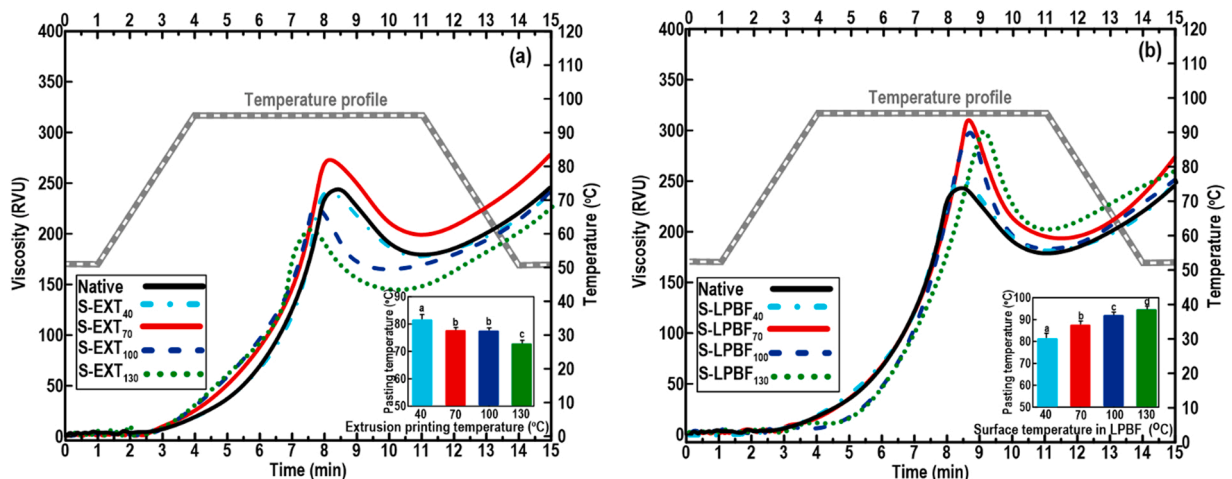 0 1 2 3 4 5 6 7 8 9 10 11 12 13 14 15
400 350 300 250 200 150 100 50 0
Viscosity (RVU)
(a)
Temperature profile
120 110 100 90 80 70 60 50 40 30 20 10 0
Temperature (ºC)
Native
S-EXT40
S-EXT70
S-EXT100
S-EXT130
90 80 70 60 50
Pasting temperature (ºC)
a b b c
40 70 100 130
Extrusion printing temperature (ºC)
0 1 2 3 4 5 6 7 8 9 10 11 12 13 14 15
Time (min)
0 1 2 3 4 5 6 7 8 9 10 11 12 13 14 15
400 350 300 250 200 150 100 50 0
Viscosity (RVU)
(b)
Temperature profile
120 110 100 90 80 70 60 50 40 30 20 10 0
Temperature (ºC)
Native
S-LPBF40
S-LPBF70
S-LPBF100
S-LPBF130
100 90 80 70 60 50
Pasting temperature (ºC)
a b c d
40 70 100 130
Surface temperature in LPBF (ºC)
0 1 2 3 4 5 6 7 8 9 10 11 12 13 14 15
Time (min)